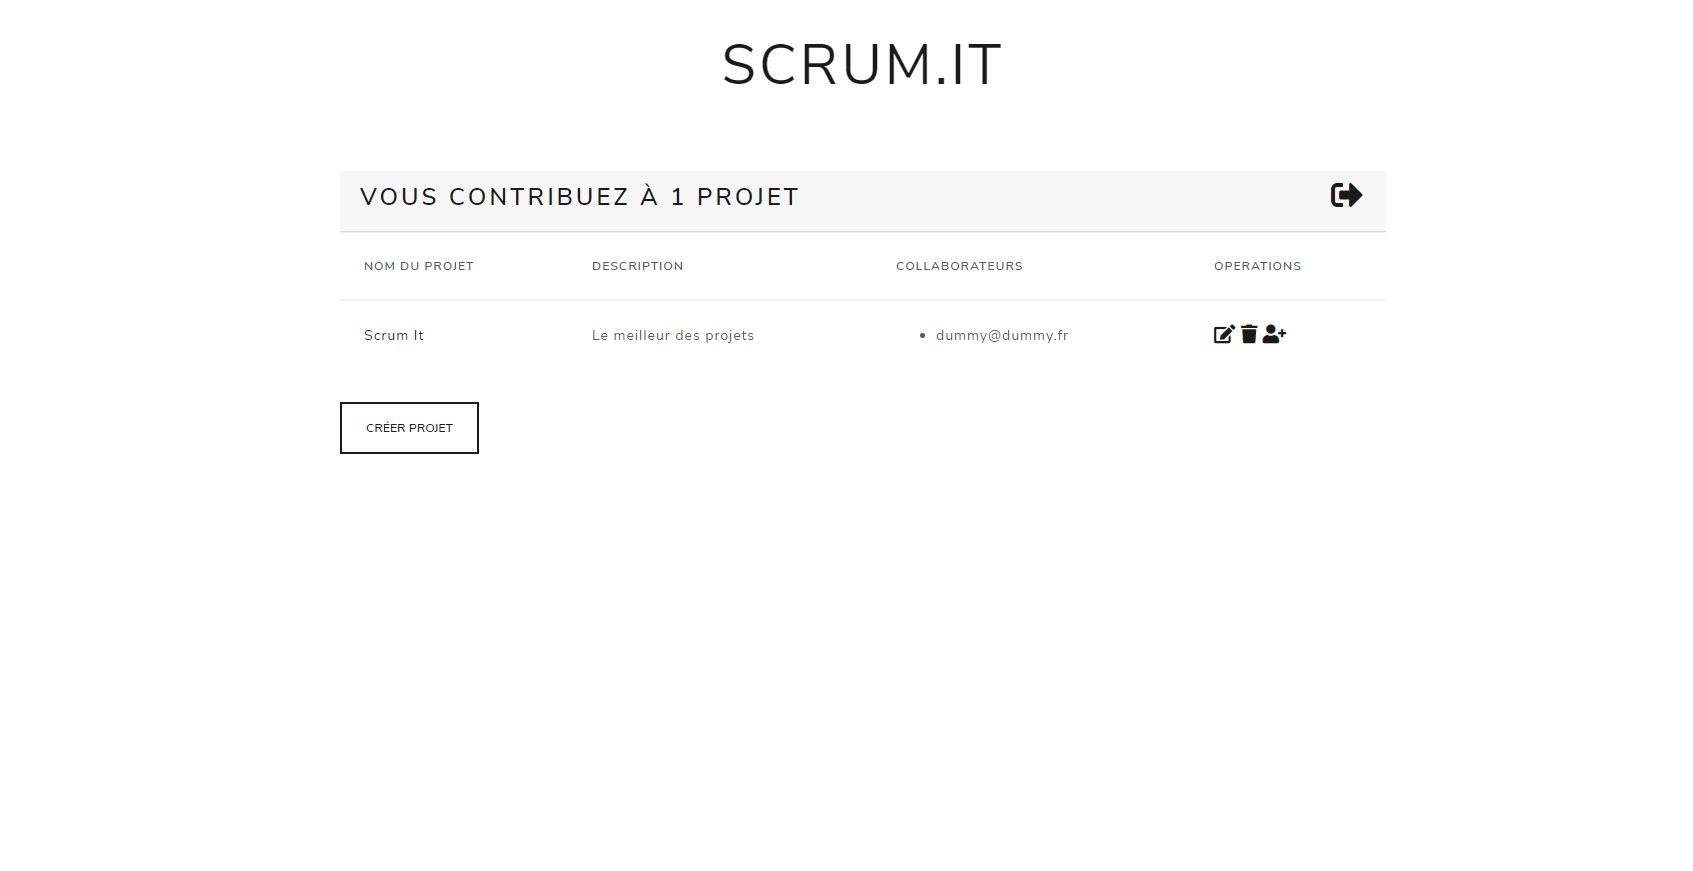 SCRUM.IT
VOUS CONTRIBUEZ À 1 PROJET
NOM DU PROJET DESCRIPTION COLLABORATEURS OPERATIONS
Scrum It Le meilleur des projets • dummy@dummy.fr
CRÉER PROJET